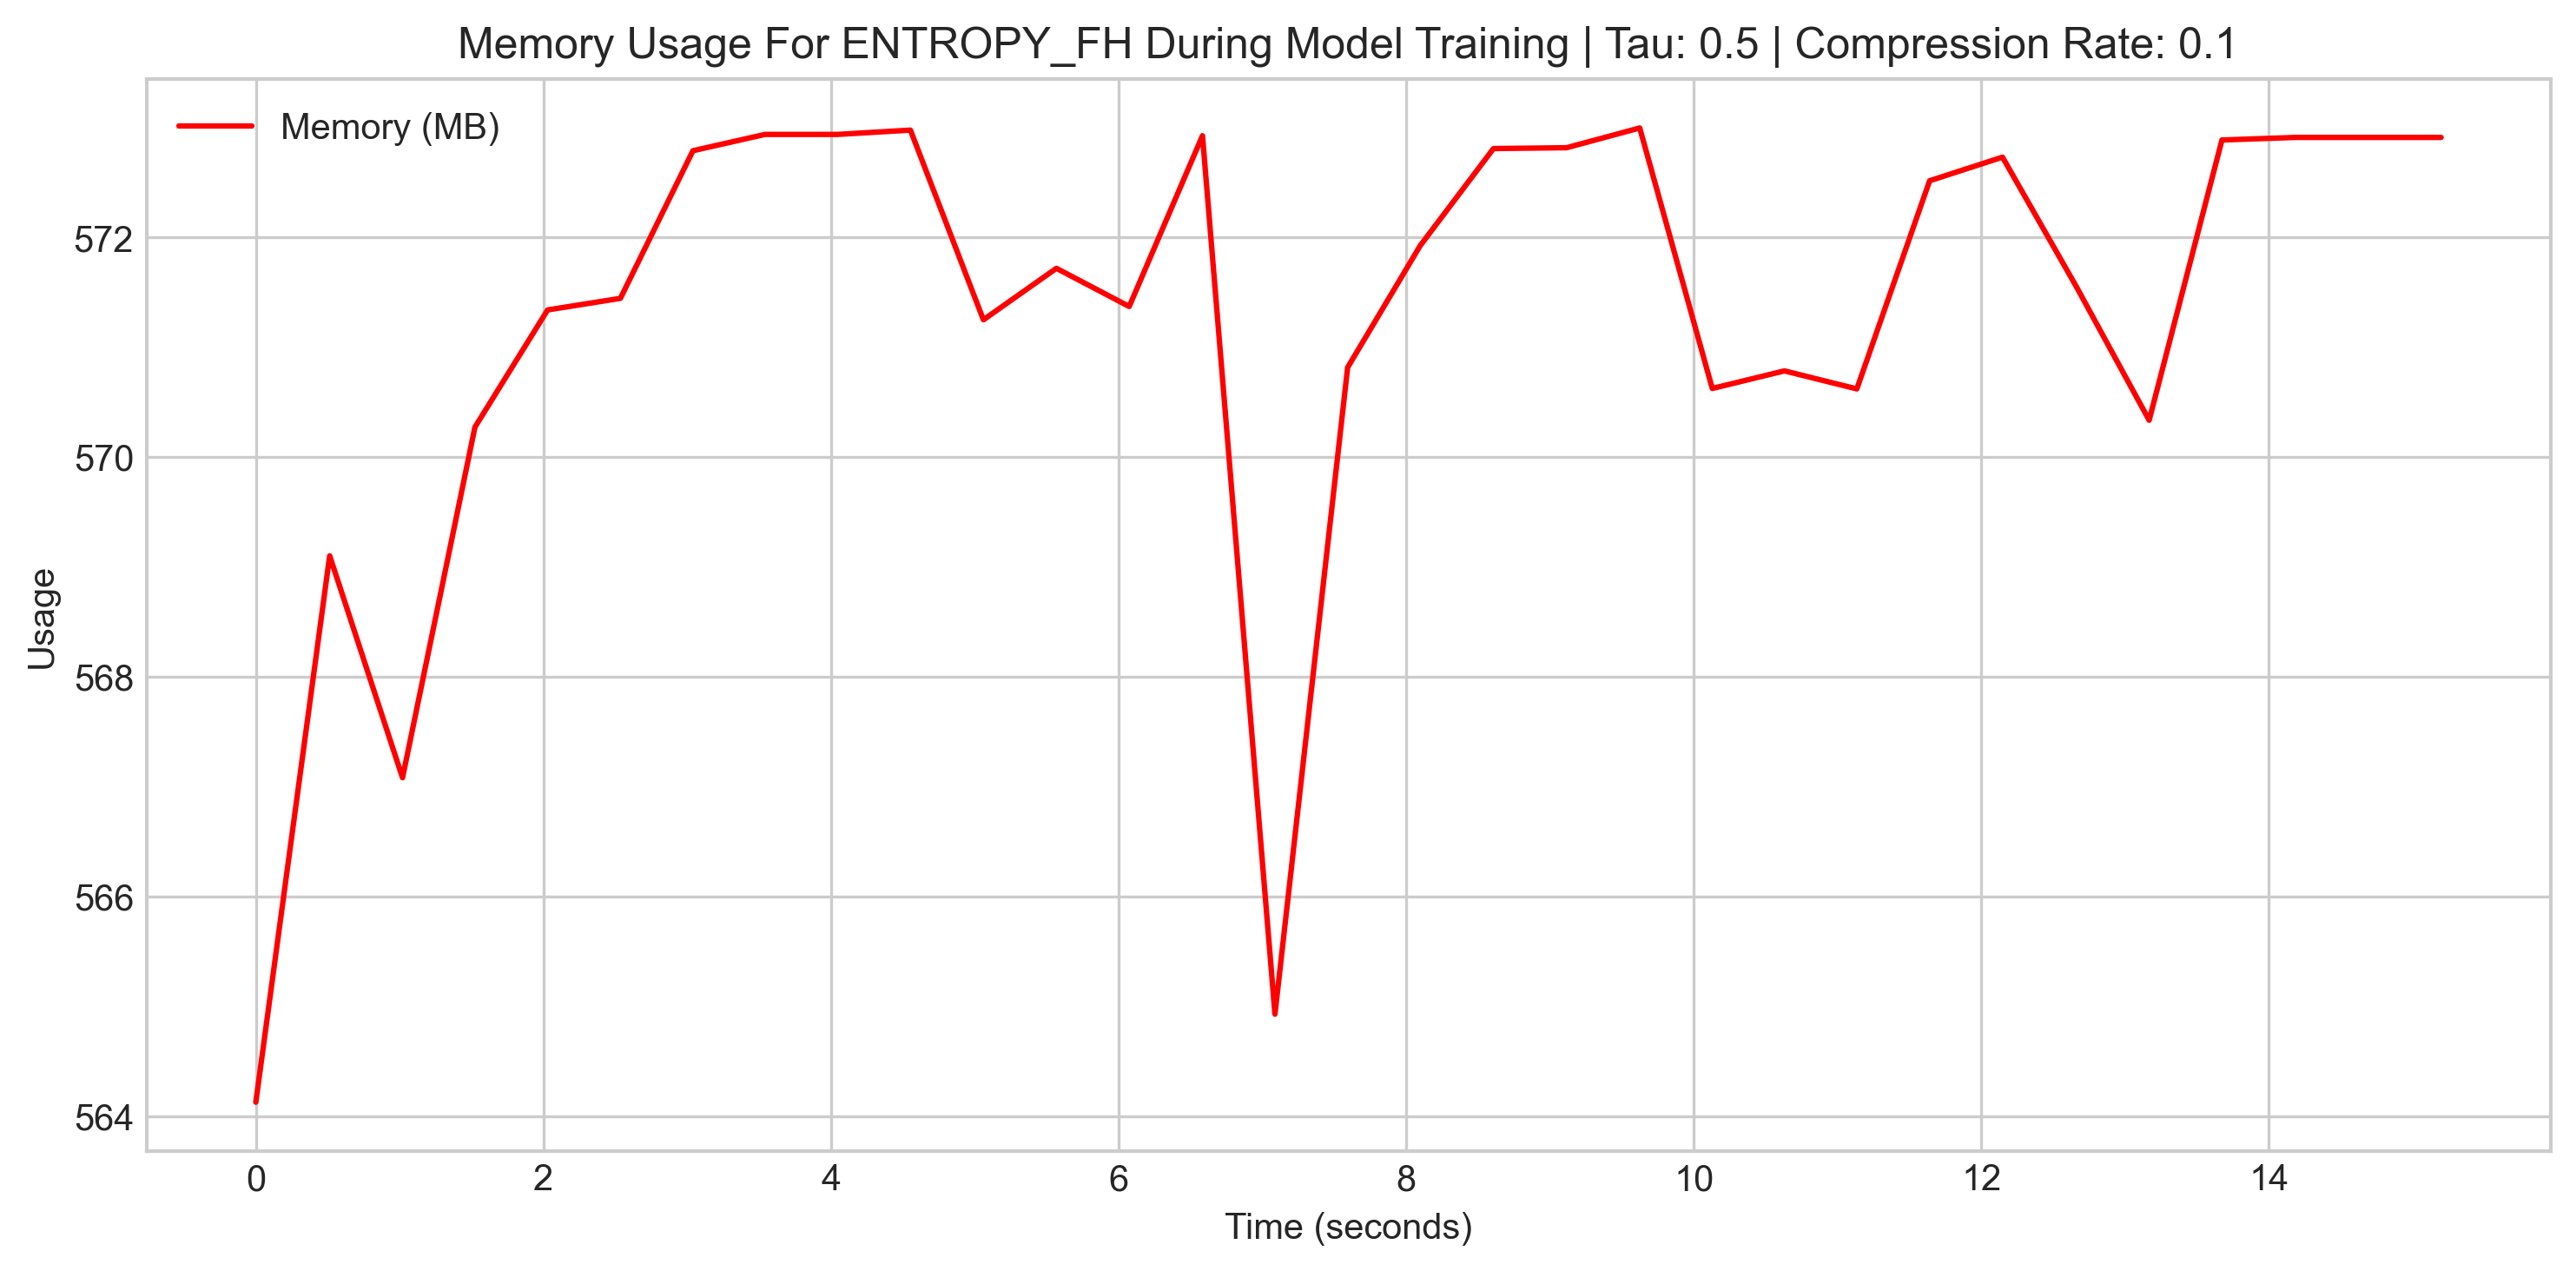 Memory Usage For ENTROPY_FH During Model Training | Tau: 0.5 | Compression Rate: 0.1
Memory (MB)
572
570
568
566
564
Usage
0 2 4 6 8 10 12 14
Time (seconds)